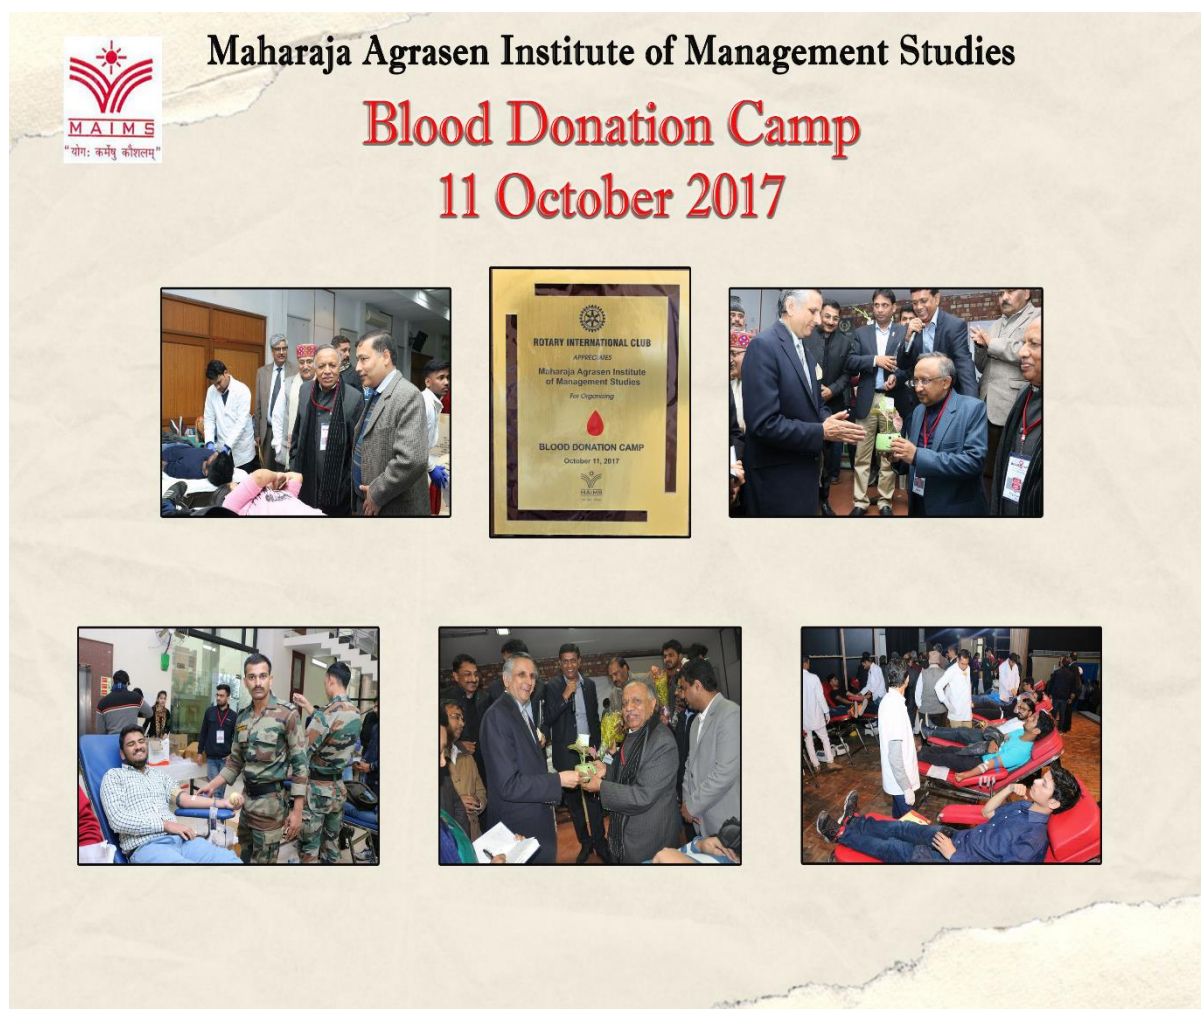 Maharaja Agrasen Institute of Management Studies
MAIMS
"योगः कर्मेषु कौशलम्"
Blood Donation Camp
11 October 2017
ROTARY INTERNATIONAL CLUB
APPRECIATES
Maharaja Agrasen Institute
of Management Studies
For Organising
BLOOD DONATION CAMP
October 11, 2017
MAIMS